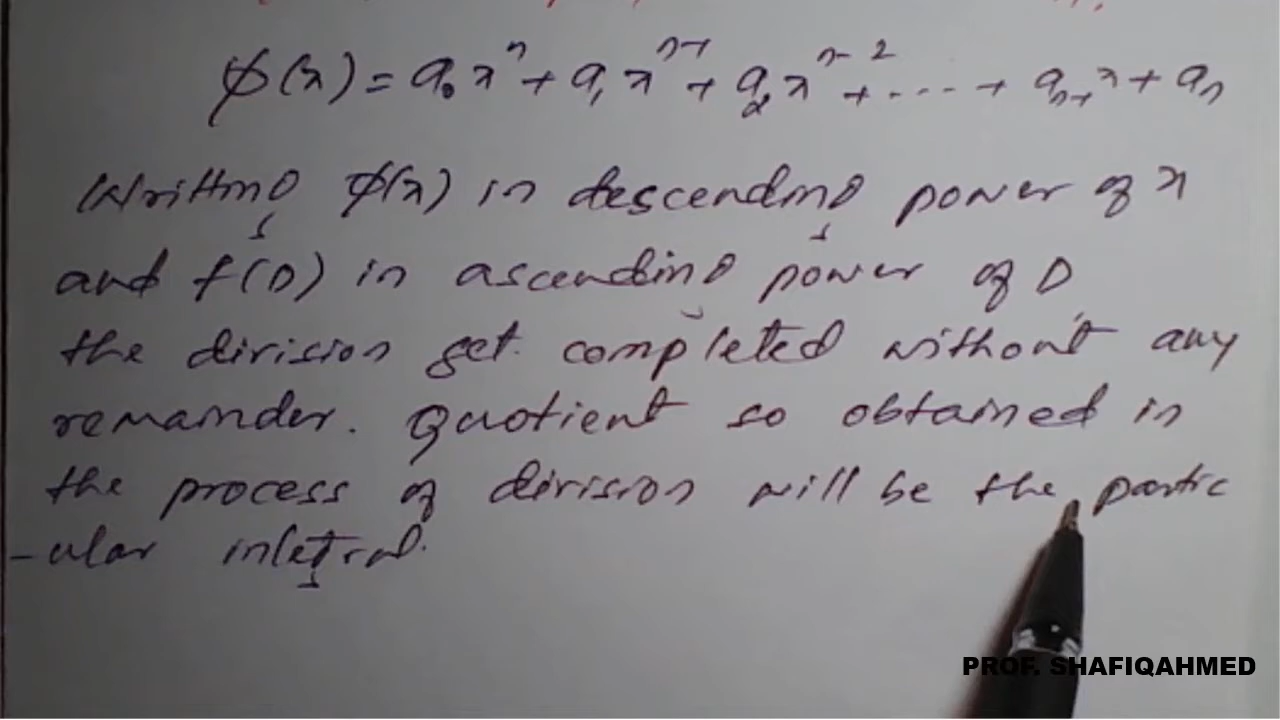 φ(x) = a₀xⁿ + a₁xⁿ⁻¹ + a₂xⁿ⁻² + .... + aₙ₋₁x + aₙ
Writing φ(x) in descending power of x
and f(D) in ascending power of D
the division get completed without any
remainder. Quotient so obtained in
the process of division will be the partic
-ular integral.
PROF. SHAFIQAHMED